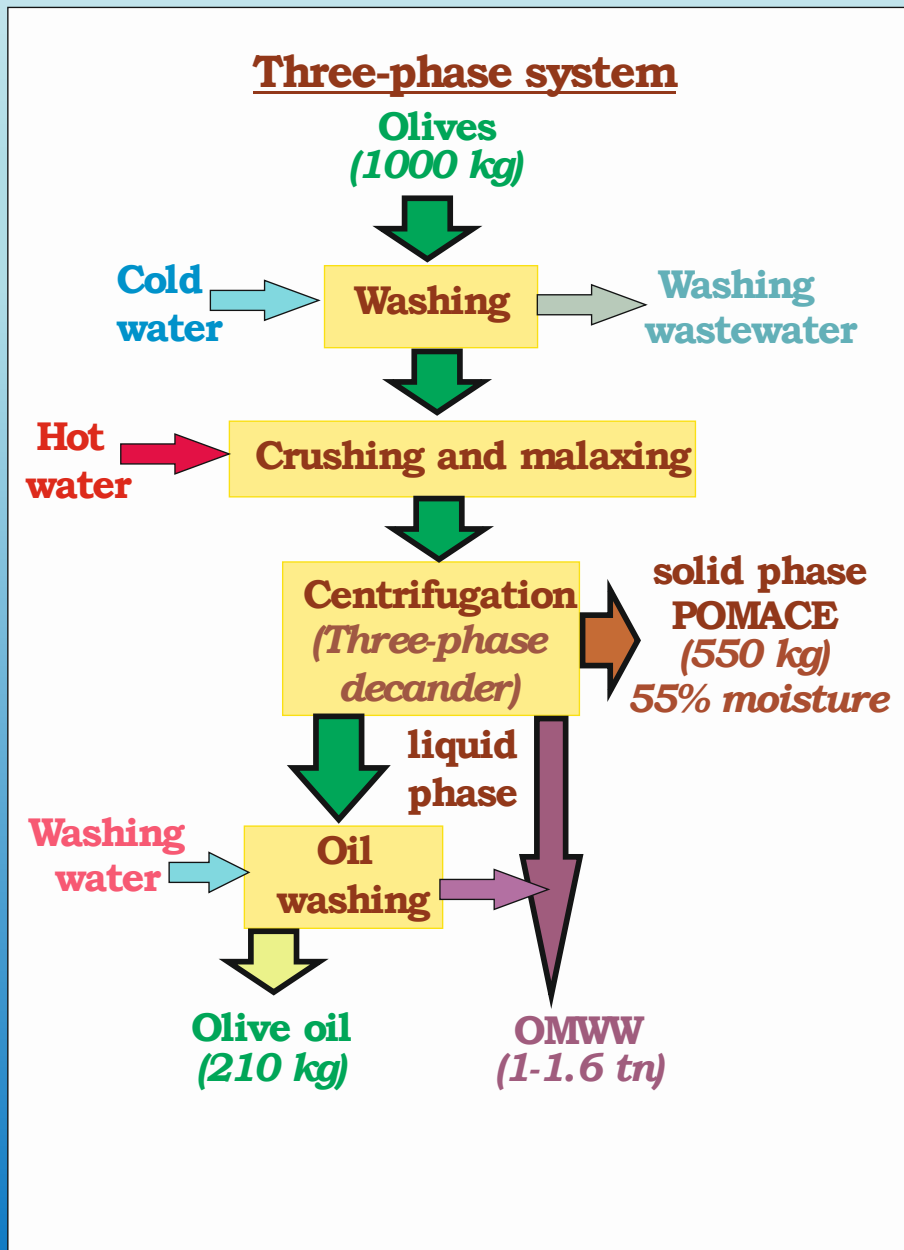 Three-phase system
Olives
(1000 kg)
Cold
water
Washing
Washing
wastewater
Hot
water
Crushing and malaxing
Centrifugation
(Three-phase
decander)
solid phase
POMACE
(550 kg)
55% moisture
liquid
phase
Washing
water
Oil
washing
Olive oil
(210 kg)
OMWW
(1-1.6 tn)